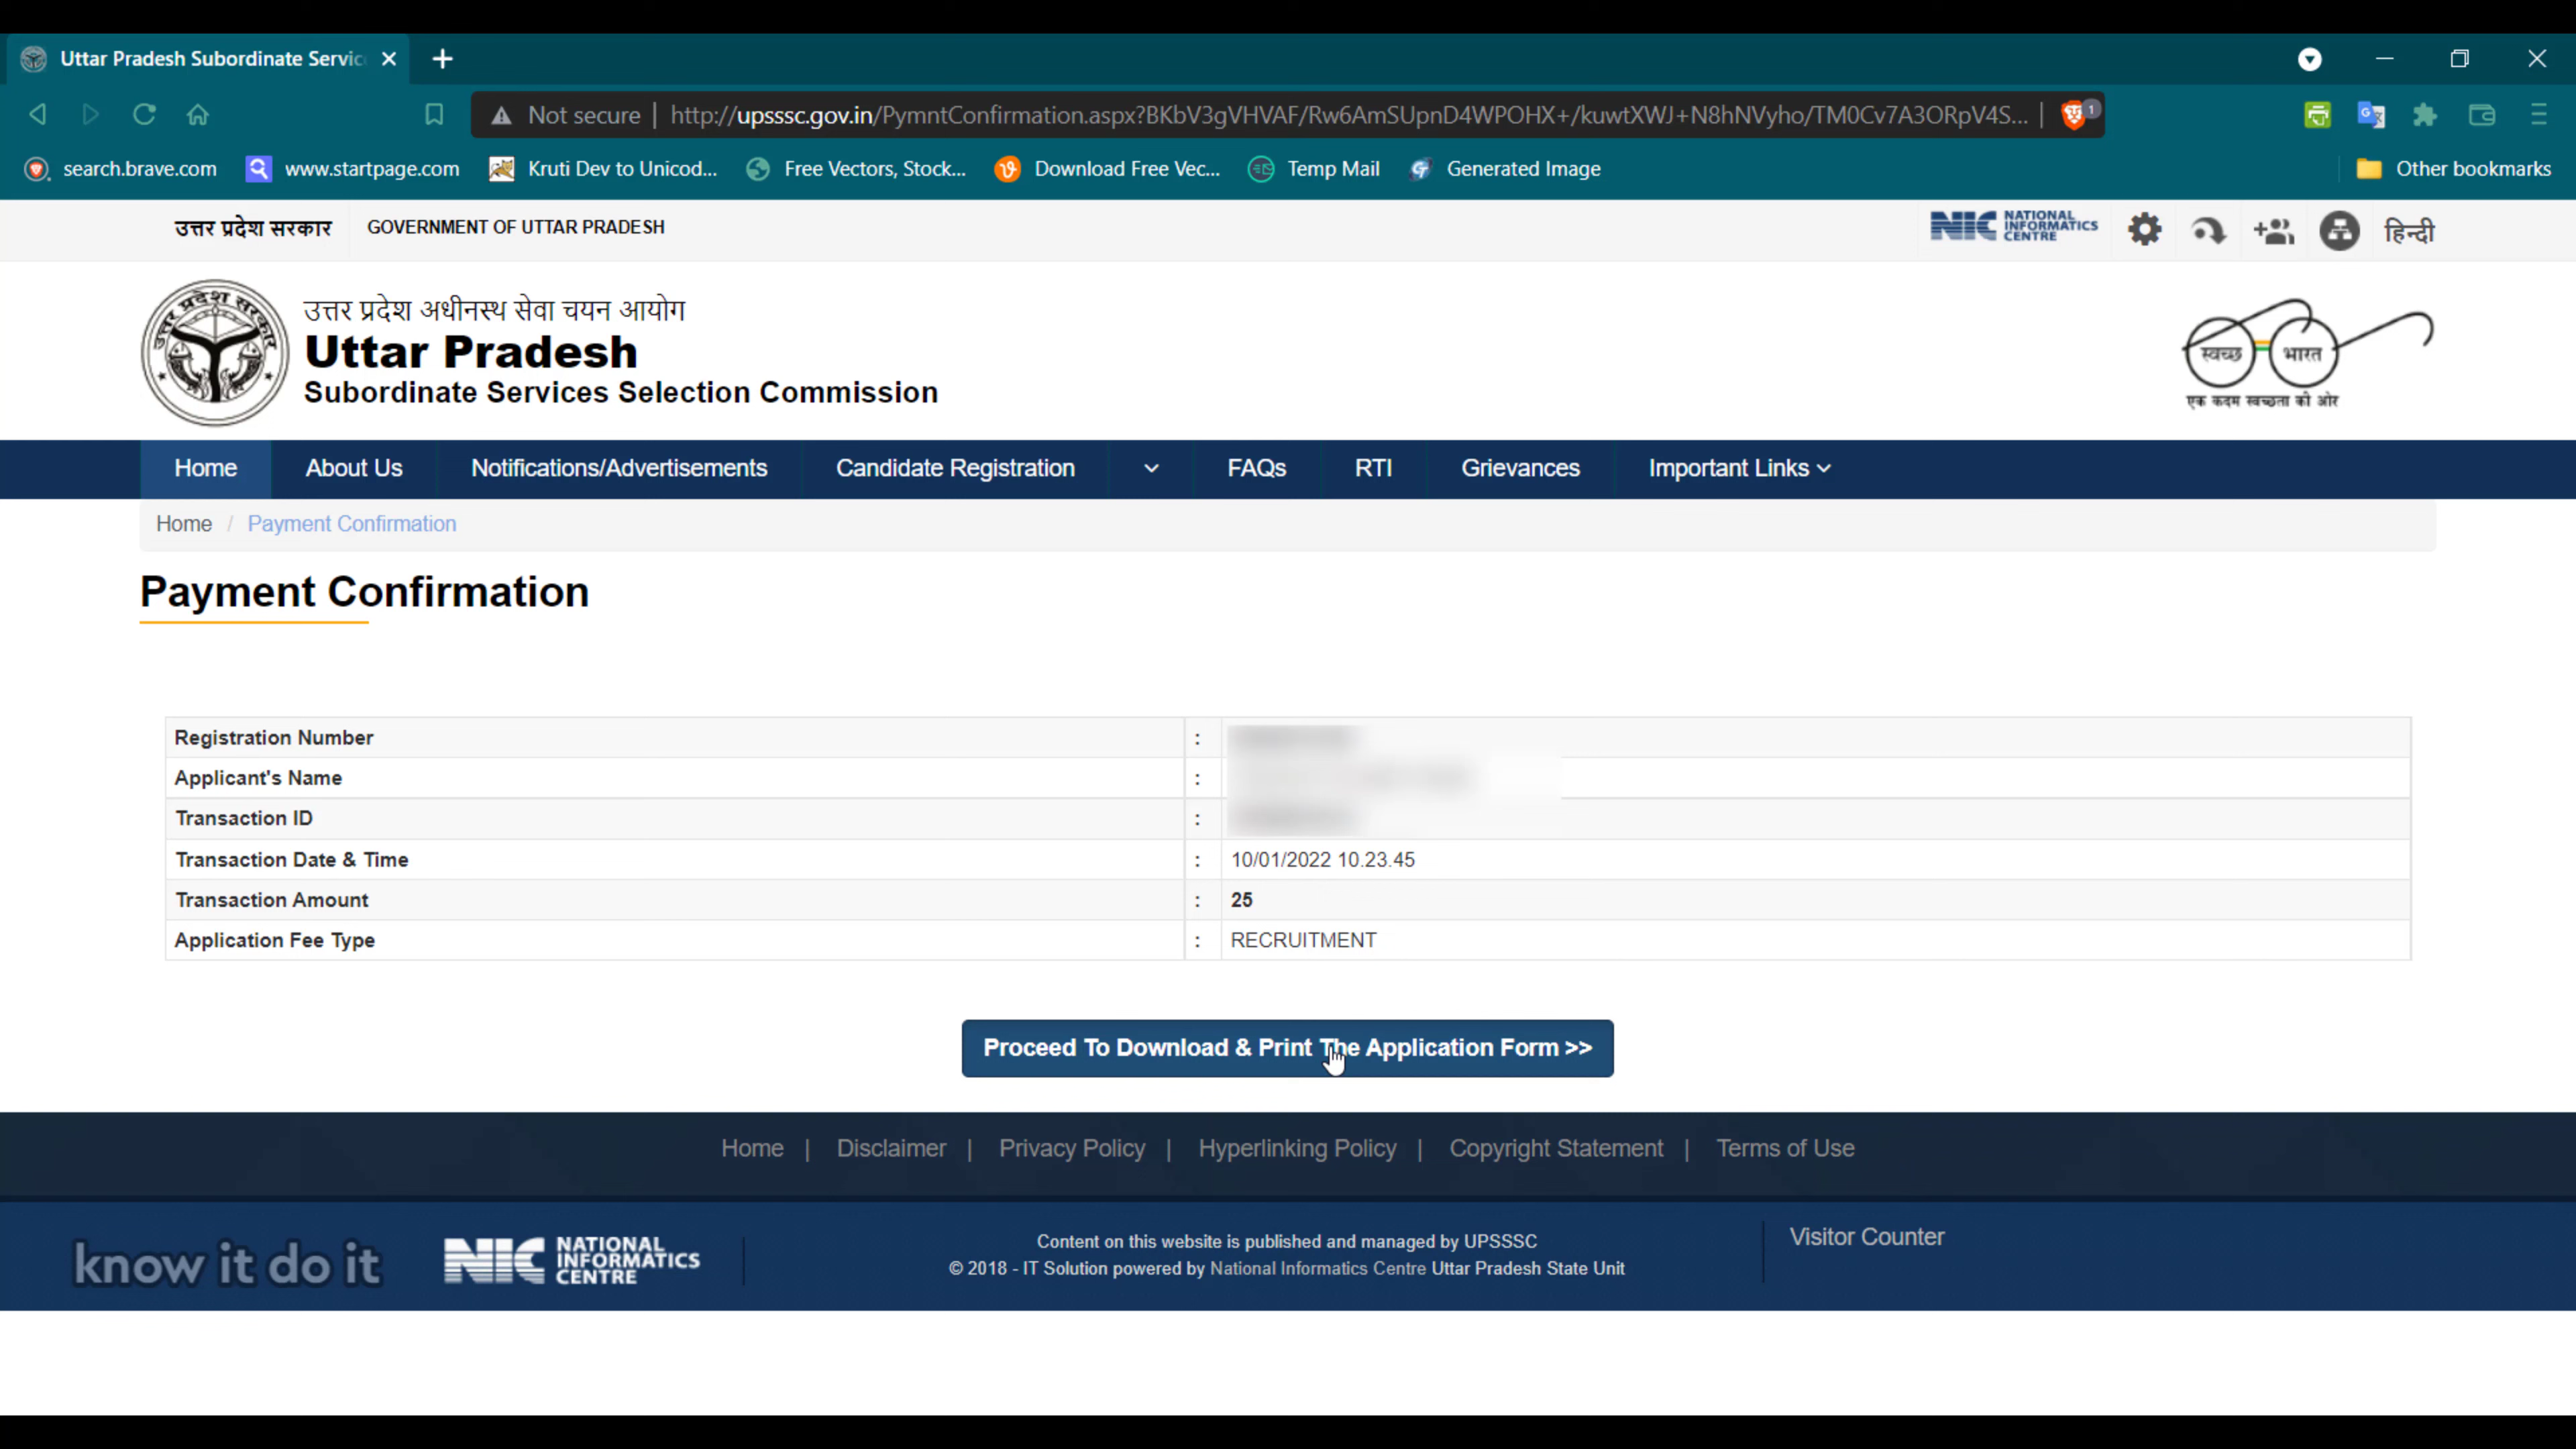 Uttar Pradesh Subordinate Servic
Not secure | http://upsssc.gov.in/PymntConfirmation.aspx?BKbV3gVHVAF/Rw6AmSUpnD4WPOHX+/kuwtXWJ+N8hNVyho/TM0Cv7A3ORpV4S... 1
search.brave.com www.startpage.com Kruti Dev to Unicod... Free Vectors, Stock... Download Free Vec... Temp Mail Generated Image Other bookmarks
उत्तर प्रदेश सरकार GOVERNMENT OF UTTAR PRADESH NIC NATIONAL INFORMATICS CENTRE हिन्दी
उत्तर प्रदेश सरकार
उत्तर प्रदेश अधीनस्थ सेवा चयन आयोग
Uttar Pradesh
Subordinate Services Selection Commission
स्वच्छ भारत
एक कदम स्वच्छता की ओर
Home About Us Notifications/Advertisements Candidate Registration FAQs RTI Grievances Important Links
Home / Payment Confirmation
Payment Confirmation
Registration Number :
Applicant's Name :
Transaction ID :
Transaction Date & Time : 10/01/2022 10.23.45
Transaction Amount : 25
Application Fee Type : RECRUITMENT
Proceed To Download & Print The Application Form >>
Home | Disclaimer | Privacy Policy | Hyperlinking Policy | Copyright Statement | Terms of Use
know it do it
NIC NATIONAL INFORMATICS CENTRE
Content on this website is published and managed by UPSSSC
© 2018 - IT Solution powered by National Informatics Centre Uttar Pradesh State Unit
Visitor Counter